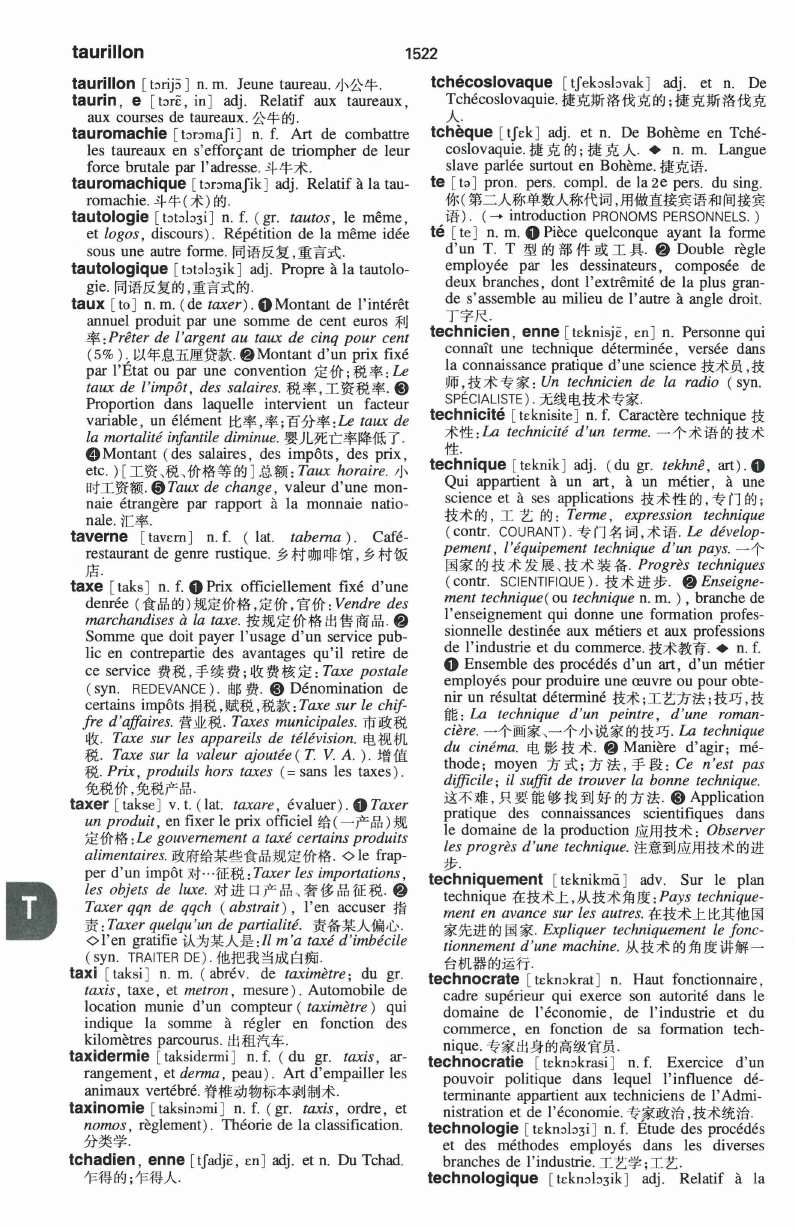 taurillon
1522
taurillon [tɔrijɔ̃] n. m. Jeune taureau. 小公牛.
taurin, e [tɔrɛ̃, in] adj. Relatif aux taureaux,
aux courses de taureaux. 公牛的.
tauromachie [tɔrɔmaʃi] n. f. Art de combattre
les taureaux en s'efforçant de triompher de leur
force brutale par l'adresse. 斗牛术.
tauromachique [tɔrɔmaʃik] adj. Relatif à la tau-
romachie. 斗牛(术)的.
tautologie [tɔtɔlɔʒi] n. f. (gr. tautos, le même,
et logos, discours). Répétition de la même idée
sous une autre forme. 同语反复,重言式.
tautologique [tɔtɔlɔʒik] adj. Propre à la tautolo-
gie. 同语反复的,重言式的.
taux [to] n. m. (de taxer). ❶Montant de l'intérêt
annuel produit par une somme de cent euros 利
率:Prêter de l'argent au taux de cinq pour cent
(5%). 以年息五厘贷款. ❷Montant d'un prix fixé
par l'État ou par une convention 定价;税率:Le
taux de l'impôt, des salaires. 税率,工资税率. ❸
Proportion dans laquelle intervient un facteur
variable, un élément 比率,率;百分率:Le taux de
la mortalité infantile diminue. 婴儿死亡率降低了.
❹Montant (des salaires, des impôts, des prix,
etc. )[工资、税、价格等的]总额:Taux horaire. 小
时工资额. ❺Taux de change, valeur d'une mon-
naie étrangère par rapport à la monnaie natio-
nale. 汇率.
taverne [tavɛrn] n. f. ( lat. taberna ). Café-
restaurant de genre rustique. 乡村咖啡馆,乡村饭
店.
taxe [taks] n. f. ❶Prix officiellement fixé d'une
denrée (食品的)规定价格,定价,官价:Vendre des
marchandises à la taxe. 按规定价格出售商品. ❷
Somme que doit payer l'usage d'un service pub-
lic en contrepartie des avantages qu'il retire de
ce service 费税,手续费;收费核定:Taxe postale
(syn. REDEVANCE). 邮费. ❸ Dénomination de
certains impôts 捐税,赋税,税款:Taxe sur le chif-
fre d'affaires. 营业税. Taxes municipales. 市政税
收. Taxe sur les appareils de télévision. 电视机
税. Taxe sur la valeur ajoutée( T. V. A. ). 增值
税. Prix, produils hors taxes (= sans les taxes).
免税价,免税产品.
taxer [takse] v. t. (lat. taxare, évaluer). ❶ Taxer
un produit, en fixer le prix officiel 给(一产品)规
定价格:Le gouvernement a taxé certains produits
alimentaires. 政府给某些食品规定价格. ◇le frap-
per d'un impôt 对…征税:Taxer les importations,
les objets de luxe. 对进口产品、奢侈品征税. ❷
Taxer qqn de qqch ( abstrait), l'en accuser 指
责:Taxer quelqu'un de partialité. 责备某人偏心.
◇l'en gratifie 认为某人是:Il m'a taxé d'imbécile
(syn. TRAITER DE). 他把我当成白痴.
taxi [taksi] n. m. ( abrév. de taximètre; du gr.
taxis, taxe, et metron, mesure). Automobile de
location munie d'un compteur ( taximètre ) qui
indique la somme à régler en fonction des
kilomètres parcourus. 出租汽车.
taxidermie [taksidɛrmi] n. f. ( du gr. taxis, ar-
rangement, et derma, peau). Art d'empailler les
animaux vertébré. 脊椎动物标本剥制术.
taxinomie [taksinɔmi] n. f. (gr. taxis, ordre, et
nomos, règlement). Théorie de la classification.
分类学.
tchadien, enne [tʃadjɛ̃, ɛn] adj. et n. Du Tchad.
乍得的;乍得人.
T
tchécoslovaque [tʃekɔslɔvak] adj. et n. De
Tchécoslovaquie. 捷克斯洛伐克的;捷克斯洛伐克
人.
tchèque [tʃɛk] adj. et n. De Bohème en Tché-
coslovaquie. 捷克的;捷克人. ◆ n. m. Langue
slave parlée surtout en Bohème. 捷克语.
te [tə] pron. pers. compl. de la 2e pers. du sing.
你(第二人称单数人称代词,用做直接宾语和间接宾
语). (→ introduction PRONOMS PERSONNELS. )
té [te] n. m. ❶ Pièce quelconque ayant la forme
d'un T. T 型的部件或工具. ❷ Double règle
employée par les dessinateurs, composée de
deux branches, dont l'extrêmité de la plus gran-
de s'assemble au milieu de l'autre à angle droit.
丁字尺.
technicien, enne [tɛknisjɛ̃, ɛn] n. Personne qui
connaît une technique déterminée, versée dans
la connaissance pratique d'une science 技术员,技
师,技术专家:Un technicien de la radio (syn.
SPÉCIALISTE). 无线电技术专家.
technicité [tɛknisite] n. f. Caractère technique 技
术性:La technicité d'un terme. 一个术语的技术
性.
technique [tɛknik] adj. (du gr. tekhnê, art). ❶
Qui appartient à un art, à un métier, à une
science et à ses applications 技术性的,专门的;
技术的, 工艺的: Terme, expression technique
(contr. COURANT). 专门名词,术语. Le dévelop-
pement, l'équipement technique d'un pays. 一个
国家的技术发展、技术装备. Progrès techniques
(contr. SCIENTIFIQUE). 技术进步. ❷ Enseigne-
ment technique( ou technique n. m. ), branche de
l'enseignement qui donne une formation profes-
sionnelle destinée aux métiers et aux professions
de l'industrie et du commerce. 技术教育. ◆ n. f.
❶ Ensemble des procédés d'un art, d'un métier
employés pour produire une œuvre ou pour obte-
nir un résultat déterminé 技术;工艺方法;技巧,技
能: La technique d'un peintre, d'une roman-
cière. 一个画家、一个小说家的技巧. La technique
du cinéma. 电影技术. ❷ Manière d'agir; mé-
thode; moyen 方式;方法,手段: Ce n'est pas
difficile; il suffit de trouver la bonne technique.
这不难,只要能够找到好的方法. ❸ Application
pratique des connaissances scientifiques dans
le domaine de la production 应用技术: Observer
les progrès d'une technique. 注意到应用技术的进
步.
techniquement [tɛknikmɑ̃] adv. Sur le plan
technique 在技术上,从技术角度:Pays technique-
ment en avance sur les autres. 在技术上比其他国
家先进的国家. Expliquer techniquement le fonc-
tionnement d'une machine. 从技术的角度讲解一
台机器的运行.
technocrate [tɛknɔkrat] n. Haut fonctionnaire,
cadre supérieur qui exerce son autorité dans le
domaine de l'économie, de l'industrie et du
commerce, en fonction de sa formation tech-
nique. 专家出身的高级官员.
technocratie [tɛknɔkrasi] n. f. Exercice d'un
pouvoir politique dans lequel l'influence dé-
terminante appartient aux techniciens de l'Admi-
nistration et de l'économie. 专家政治,技术统治.
technologie [tɛknɔlɔʒi] n. f. Étude des procédés
et des méthodes employés dans les diverses
branches de l'industrie. 工艺学;工艺.
technologique [tɛknɔlɔʒik] adj. Relatif à la